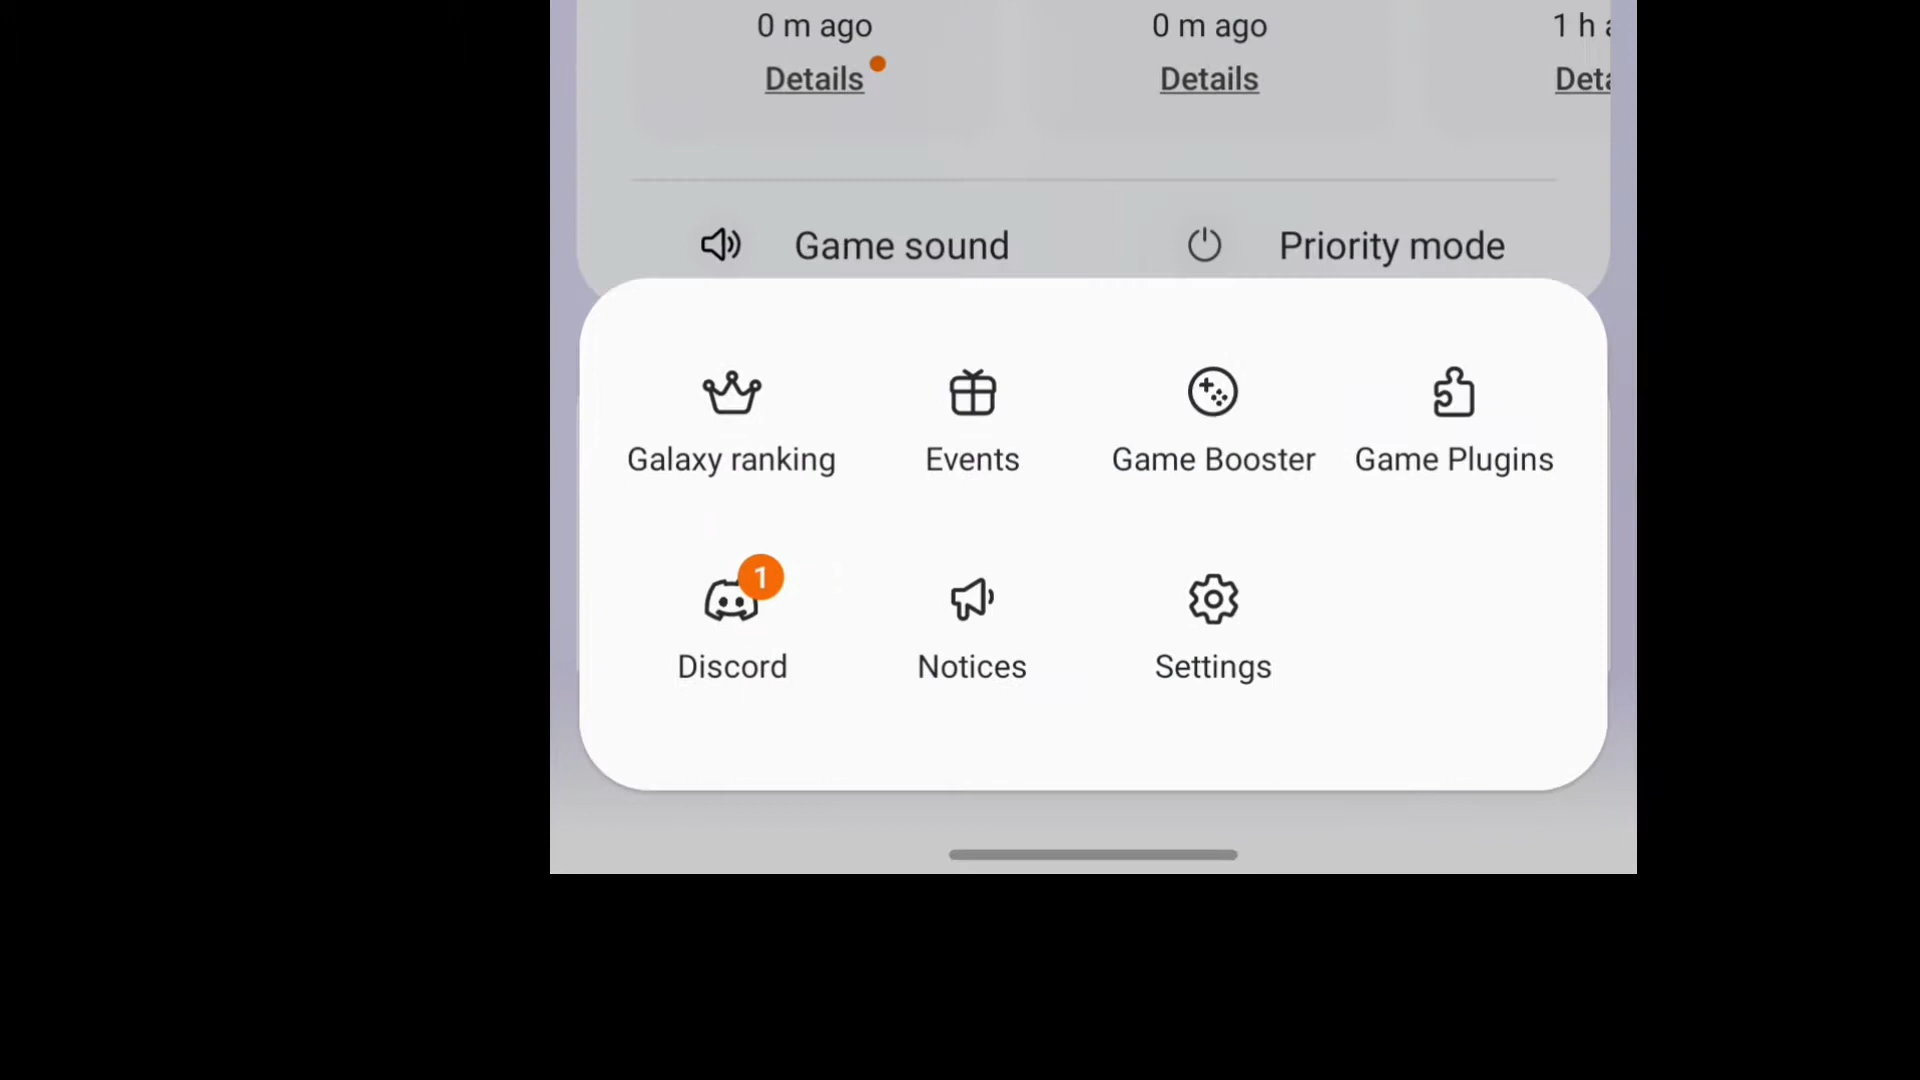 0 m ago 0 m ago 1 h
Details Details
Game sound Priority mode
Galaxy ranking Events Game Booster Game Plugins
1
Discord Notices Settings